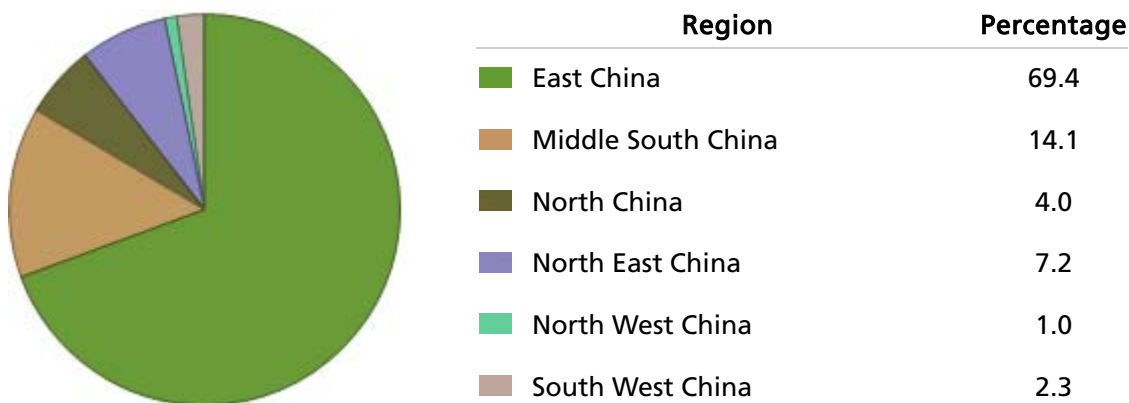 Region Percentage
East China 69.4
Middle South China 14.1
North China 4.0
North East China 7.2
North West China 1.0
South West China 2.3